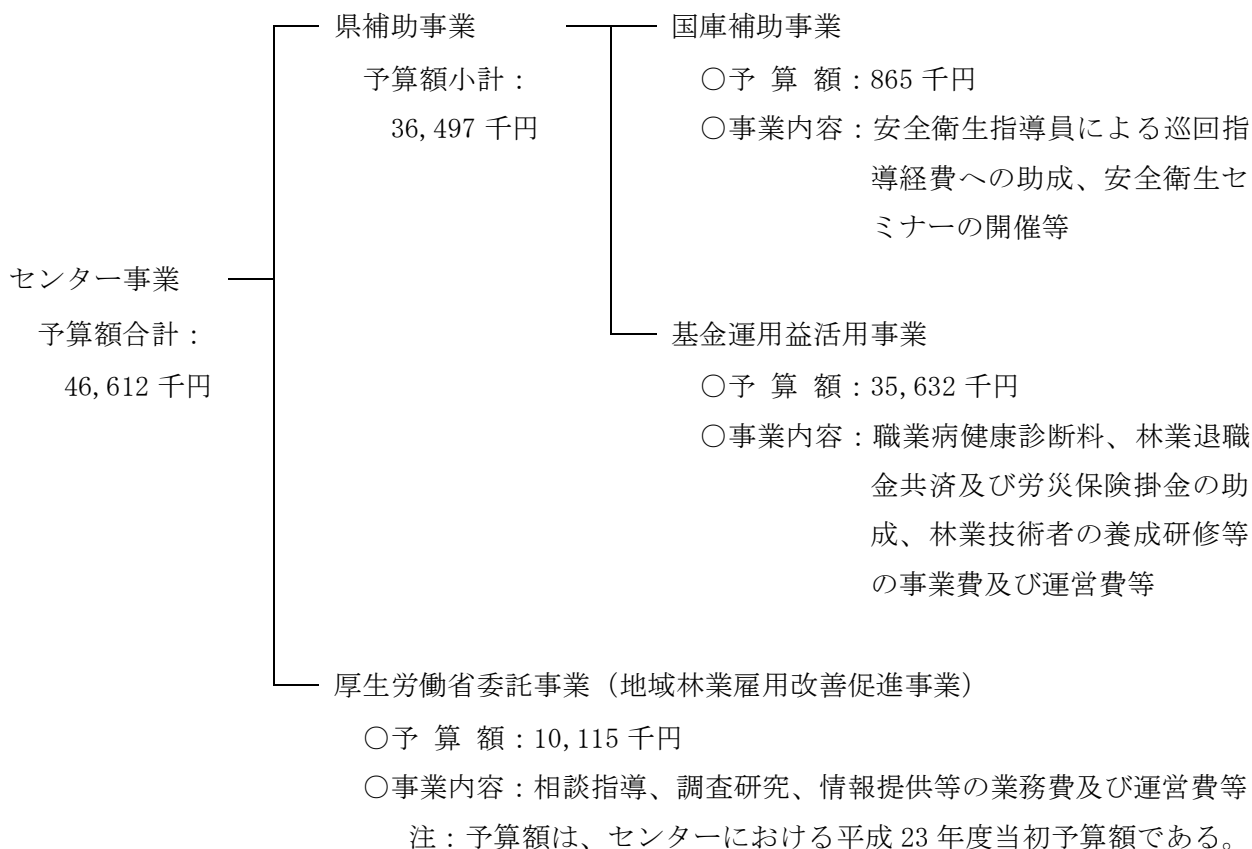 県補助事業
予算額小計：
36,497 千円
国庫補助事業
○予 算 額：865 千円
○事業内容：安全衛生指導員による巡回指
導経費への助成、安全衛生セ
ミナーの開催等
センター事業
予算額合計：
46,612 千円
基金運用益活用事業
○予 算 額：35,632 千円
○事業内容：職業病健康診断料、林業退職
金共済及び労災保険掛金の助
成、林業技術者の養成研修等
の事業費及び運営費等
厚生労働省委託事業（地域林業雇用改善促進事業）
○予 算 額：10,115 千円
○事業内容：相談指導、調査研究、情報提供等の業務費及び運営費等
注：予算額は、センターにおける平成 23 年度当初予算額である。